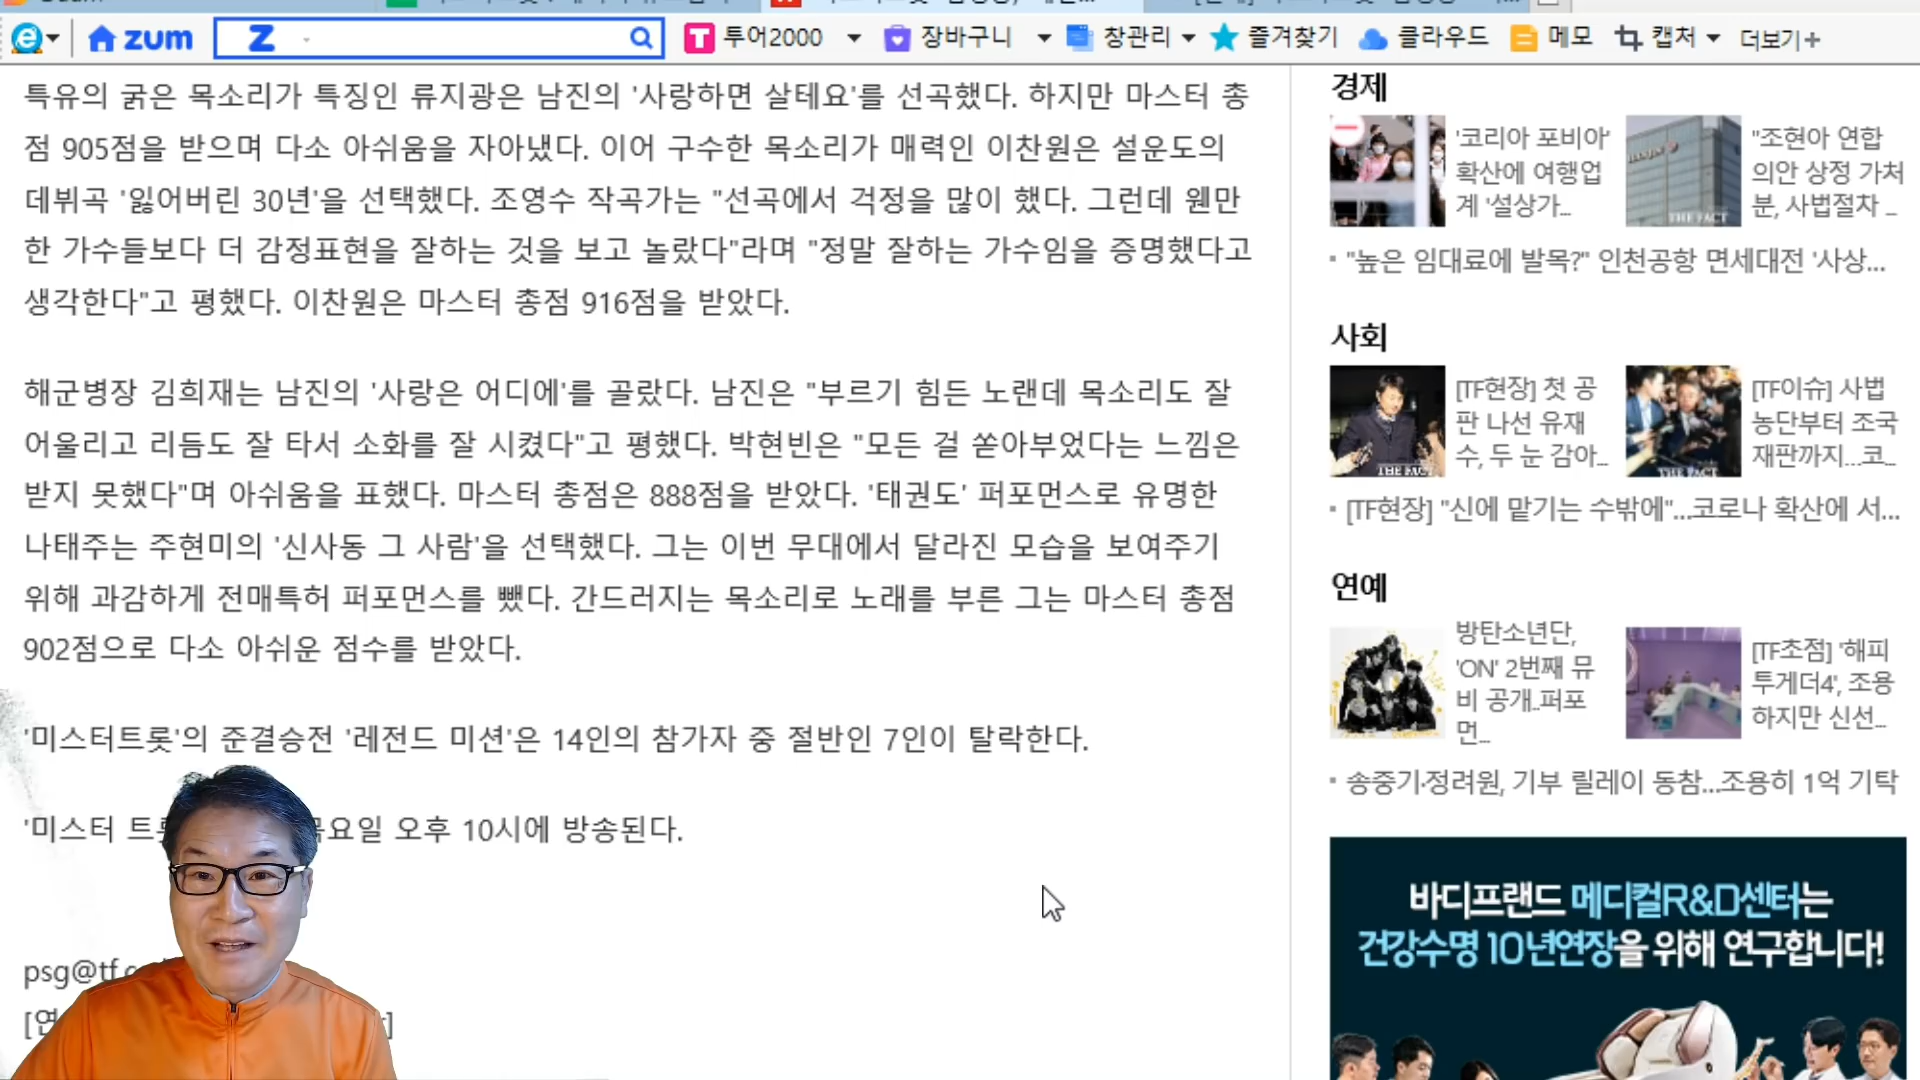 zum
Z
투어2000
장바구니
창관리
즐겨찾기
클라우드
메모
캡처
더보기+
특유의 굵은 목소리가 특징인 류지광은 남진의 '사랑하면 살테요'를 선곡했다. 하지만 마스터 총
점 905점을 받으며 다소 아쉬움을 자아냈다. 이어 구수한 목소리가 매력인 이찬원은 설운도의
데뷔곡 '잃어버린 30년'을 선택했다. 조영수 작곡가는 "선곡에서 걱정을 많이 했다. 그런데 웬만
한 가수들보다 더 감정표현을 잘하는 것을 보고 놀랐다"라며 "정말 잘하는 가수임을 증명했다고
생각한다"고 평했다. 이찬원은 마스터 총점 916점을 받았다.
해군병장 김희재는 남진의 '사랑은 어디에'를 골랐다. 남진은 "부르기 힘든 노랜데 목소리도 잘
어울리고 리듬도 잘 타서 소화를 잘 시켰다"고 평했다. 박현빈은 "모든 걸 쏟아부었다는 느낌은
받지 못했다"며 아쉬움을 표했다. 마스터 총점은 888점을 받았다. '태권도' 퍼포먼스로 유명한
나태주는 주현미의 '신사동 그 사람'을 선택했다. 그는 이번 무대에서 달라진 모습을 보여주기
위해 과감하게 전매특허 퍼포먼스를 뺐다. 간드러지는 목소리로 노래를 부른 그는 마스터 총점
902점으로 다소 아쉬운 점수를 받았다.
'미스터트롯'의 준결승전 '레전드 미션'은 14인의 참가자 중 절반인 7인이 탈락한다.
'미스터 오후 10시에 방송된다.
psg@tf.
[연
경제
'코리아 포비아'
확산에 여행업
계 '설상가...
"조현아 연합
의안 상정 가처
분, 사법절차 ...
THE FACT
"높은 임대료에 발목?" 인천공항 면세대전 '사상...
사회
[TF현장] 첫 공
판 나선 유재
수, 두 눈 감아...
THE FACT
[TF이슈] 사법
농단부터 조국
재판까지...코...
THE FACT
[TF현장] "신에 맡기는 수밖에"...코로나 확산에 서...
연예
방탄소년단,
'ON' 2번째 뮤
비 공개..퍼포
먼...
[TF초점] '해피
투게더4', 조용
하지만 신선...
송중기·정려원, 기부 릴레이 동참...조용히 1억 기탁
바디프랜드 메디컬R&D센터는
건강수명 10년연장을 위해 연구합니다!